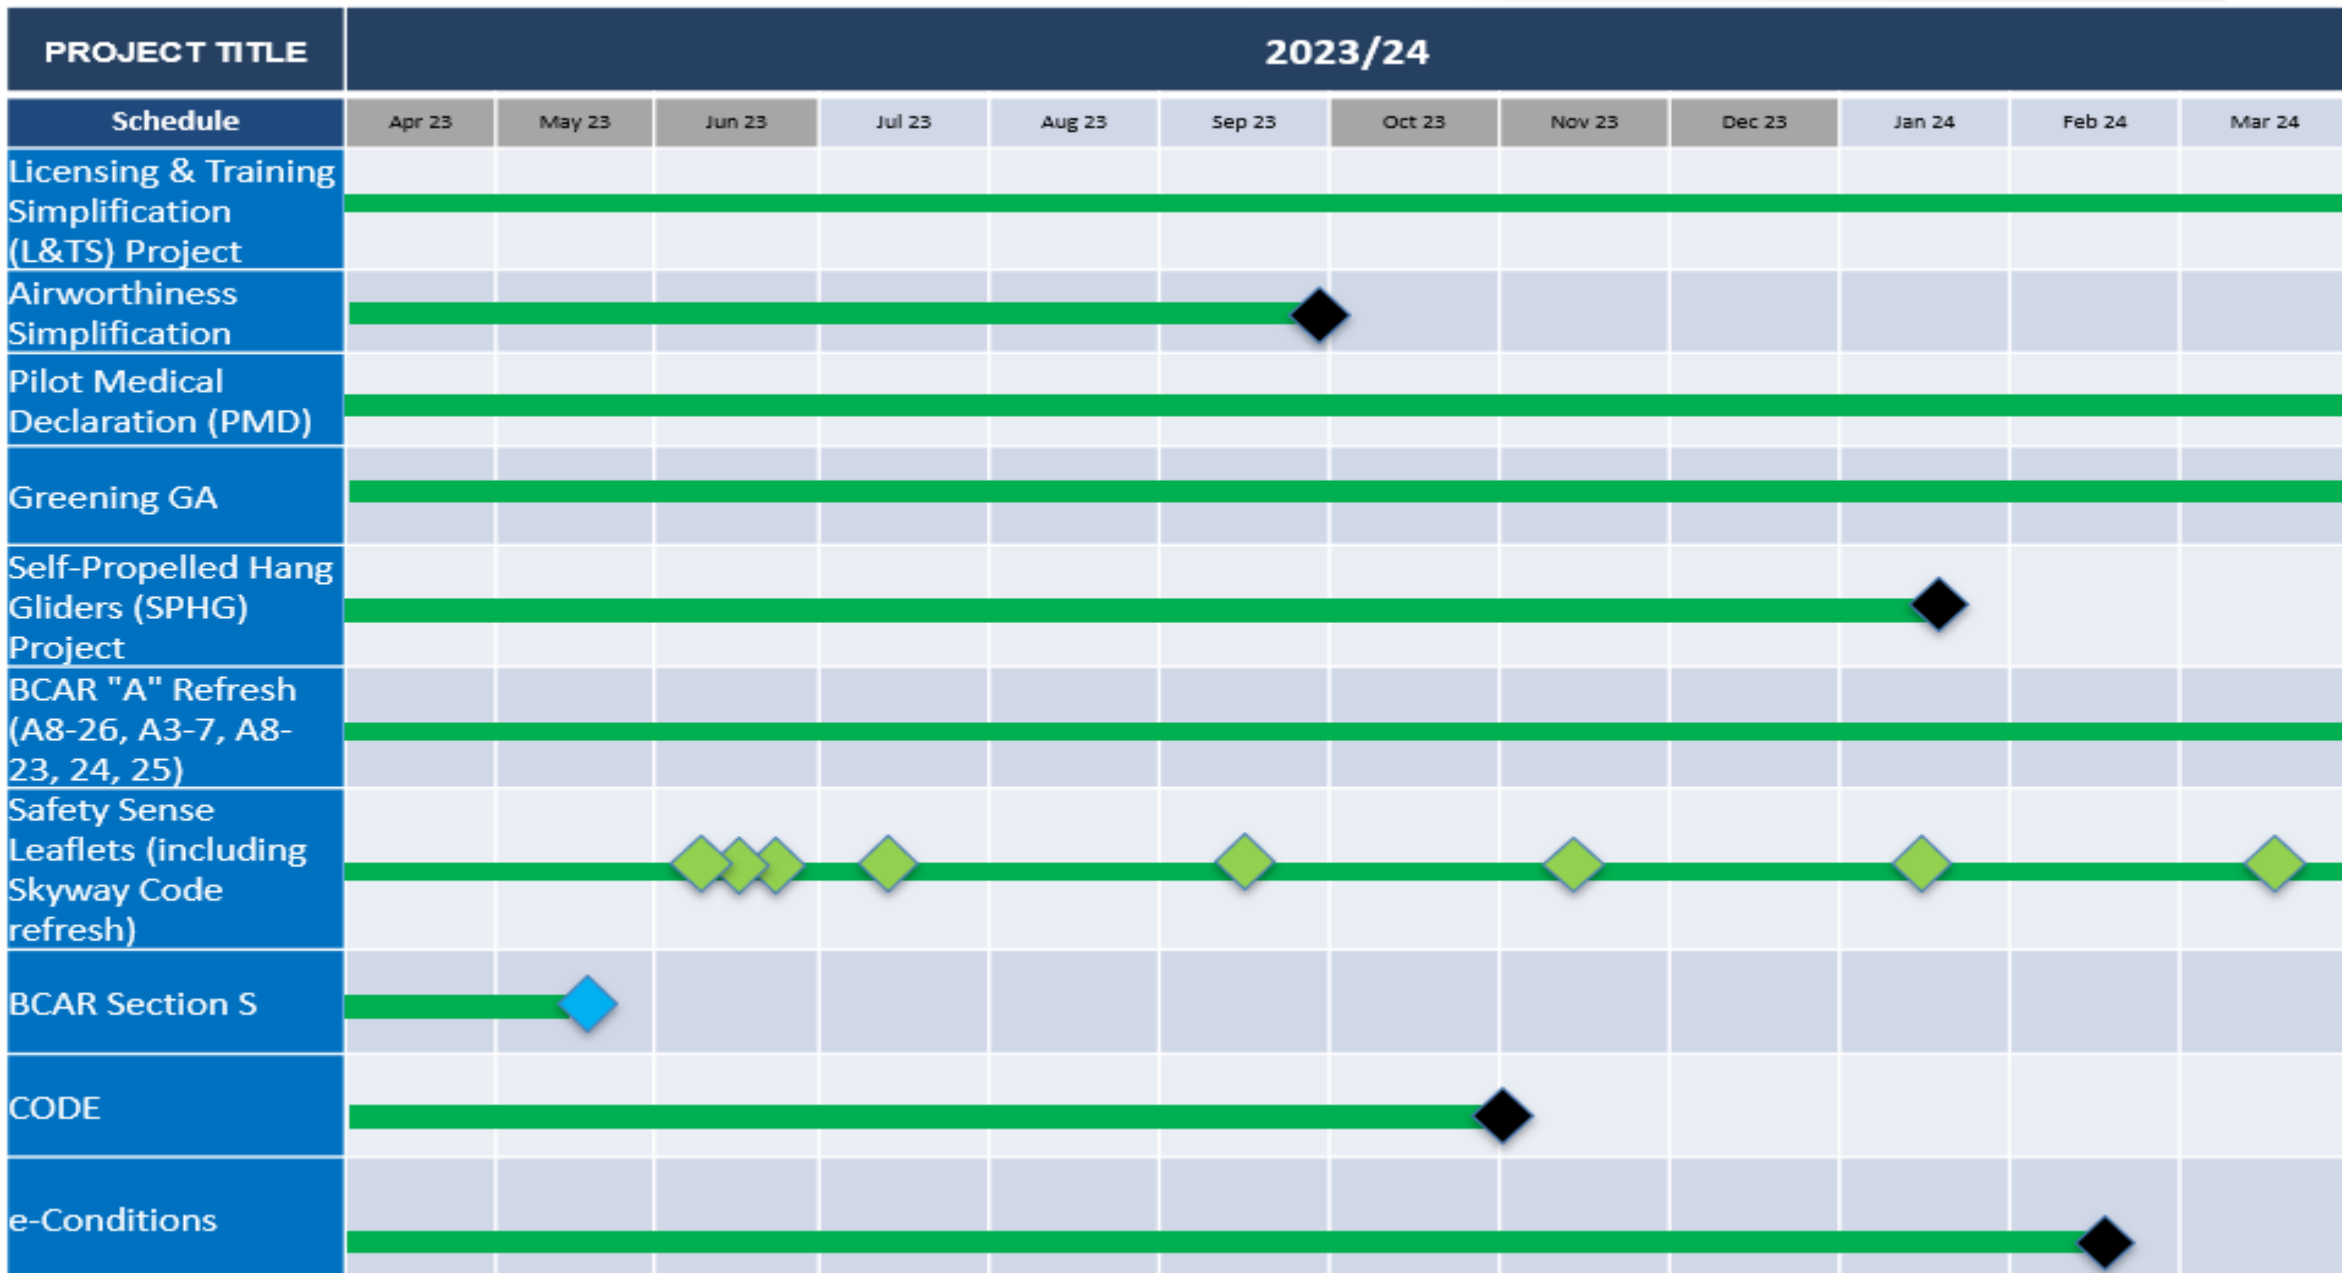 PROJECT TITLE
2023/24
Schedule
Apr 23
May 23
Jun 23
Jul 23
Aug 23
Sep 23
Oct 23
Nov 23
Dec 23
Jan 24
Feb 24
Mar 24
Licensing & Training
Simplification
(L&TS) Project
Airworthiness
Simplification
Pilot Medical
Declaration (PMD)
Greening GA
Self-Propelled Hang
Gliders (SPHG)
Project
BCAR "A" Refresh
(A8-26, A3-7, A8-
23, 24, 25)
Safety Sense
Leaflets (including
Skyway Code
refresh)
BCAR Section S
CODE
e-Conditions